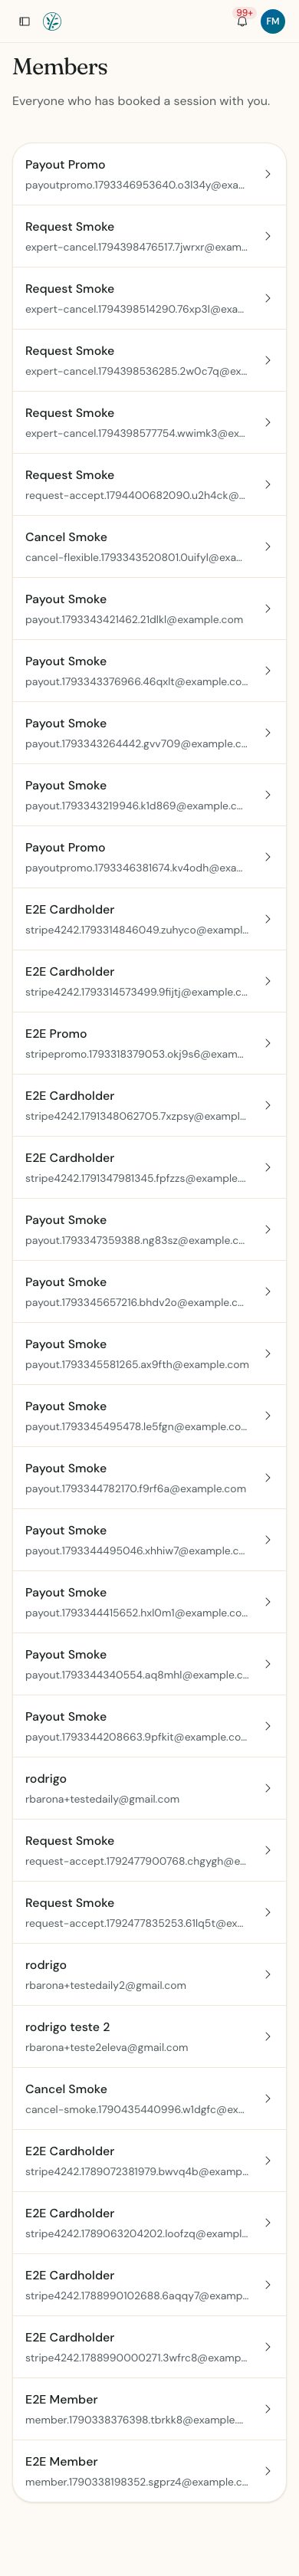 99+
FM
Members
Everyone who has booked a session with you.
Payout Promo
payoutpromo.1793346953640.o3l34y@exa...
Request Smoke
expert-cancel.1794398476517.7jwrxr@exam...
Request Smoke
expert-cancel.1794398514290.76xp3l@exa...
Request Smoke
expert-cancel.1794398536285.2w0c7q@ex...
Request Smoke
expert-cancel.1794398577754.wwimk3@ex...
Request Smoke
request-accept.1794400682090.u2h4ck@...
Cancel Smoke
cancel-flexible.1793343520801.0uifyl@exa...
Payout Smoke
payout.1793343421462.21dlkl@example.com
Payout Smoke
payout.1793343376966.46qxlt@example.co...
Payout Smoke
payout.1793343264442.gvv709@example.c...
Payout Smoke
payout.1793343219946.k1d869@example.c...
Payout Promo
payoutpromo.1793346381674.kv4odh@exa...
E2E Cardholder
stripe4242.1793314846049.zuhyco@exampl...
E2E Cardholder
stripe4242.1793314573499.9fijtj@example.c...
E2E Promo
stripepromo.1793318379053.okj9s6@exam...
E2E Cardholder
stripe4242.1791348062705.7xzpsy@exampl...
E2E Cardholder
stripe4242.1791347981345.fpfzzs@example....
Payout Smoke
payout.1793347359388.ng83sz@example.c...
Payout Smoke
payout.1793345657216.bhdv2o@example.c...
Payout Smoke
payout.1793345581265.ax9fth@example.com
Payout Smoke
payout.1793345495478.le5fgn@example.co...
Payout Smoke
payout.1793344782170.f9rf6a@example.com
Payout Smoke
payout.1793344495046.xhhiw7@example.c...
Payout Smoke
payout.1793344415652.hxl0m1@example.co...
Payout Smoke
payout.1793344340554.aq8mhl@example.c...
Payout Smoke
payout.1793344208663.9pfkit@example.co...
rodrigo
rbarona+testedaily@gmail.com
Request Smoke
request-accept.1792477900768.chgygh@e...
Request Smoke
request-accept.1792477835253.61lq5t@ex...
rodrigo
rbarona+testedaily2@gmail.com
rodrigo teste 2
rbarona+teste2eleva@gmail.com
Cancel Smoke
cancel-smoke.1790435440996.w1dgfc@ex...
E2E Cardholder
stripe4242.1789072381979.bwvq4b@examp...
E2E Cardholder
stripe4242.1789063204202.loofzq@exampl...
E2E Cardholder
stripe4242.1788990102688.6aqqy7@examp...
E2E Cardholder
stripe4242.1788990000271.3wfrc8@examp...
E2E Member
member.1790338376398.tbrkk8@example....
E2E Member
member.1790338198352.sgprz4@example.c...